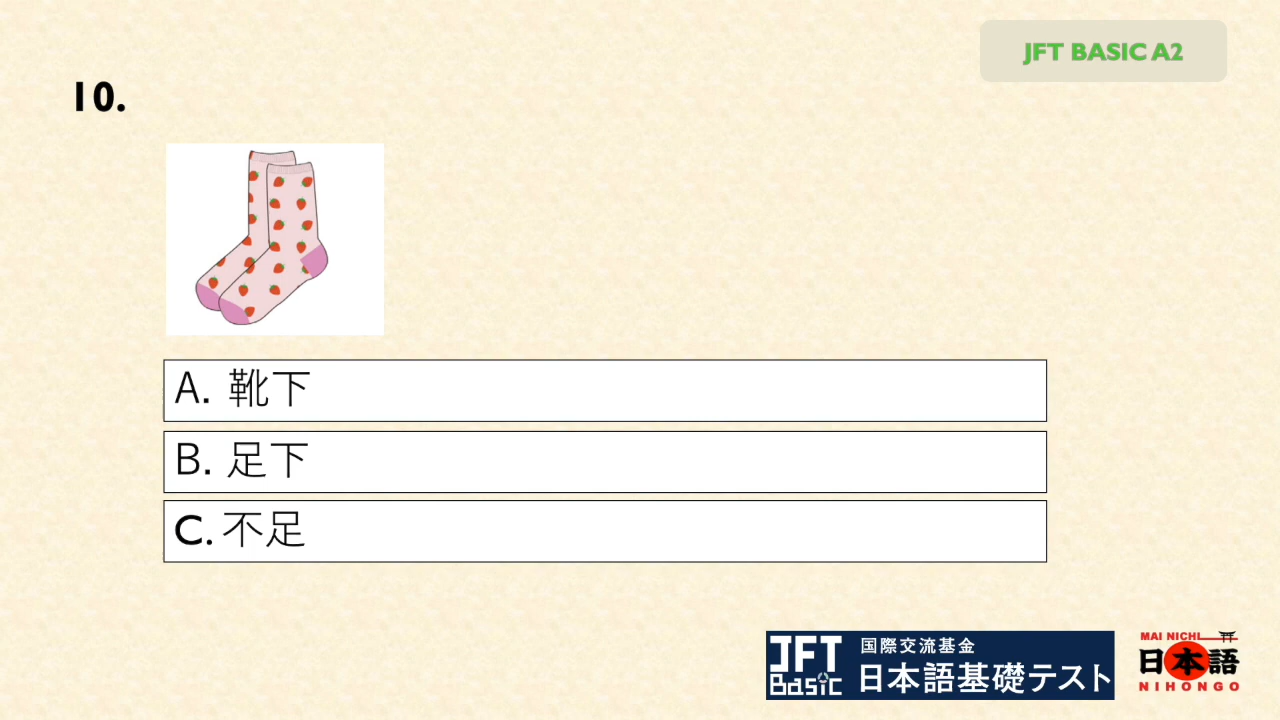 JFT BASIC A2
10.
A. 靴下
B. 足下
C. 不足
JFT Basic
国際交流基金
日本語基礎テスト
MAI NICHI
日本語
NIHONGO